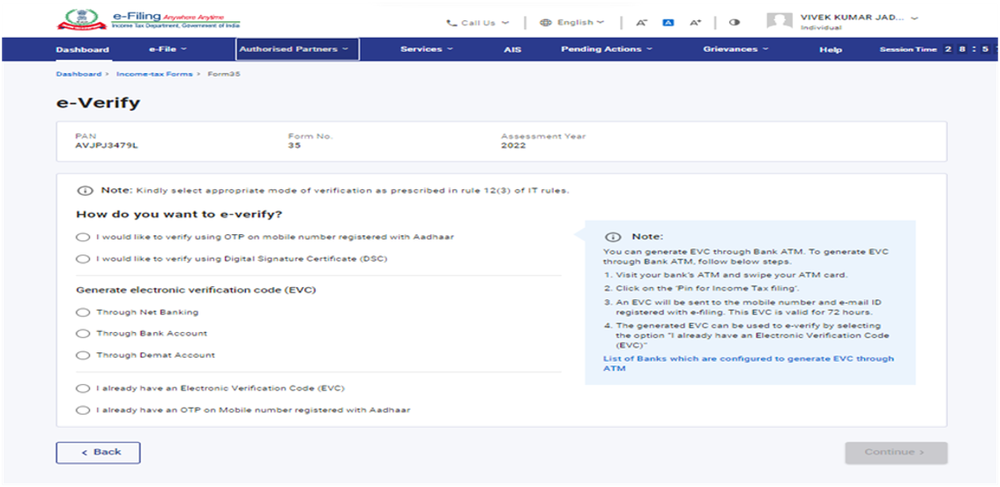 e-Filing Anywhere Anytime
Income Tax Department, Government of India
Call Us
English
A-
A
A+
VIVEK KUMAR JAD...
Individual
Dashboard
e-File
Authorised Partners
Services
AIS
Pending Actions
Grievances
Help
Session Time 2 8 : 5
Dashboard > Income-tax Forms > Form35
e-Verify
PAN
AVJPJ3479L
Form No.
35
Assessment Year
2022
Note: Kindly select appropriate mode of verification as prescribed in rule 12(3) of IT rules.
How do you want to e-verify?
I would like to verify using OTP on mobile number registered with Aadhaar
I would like to verify using Digital Signature Certificate (DSC)
Generate electronic verification code (EVC)
Through Net Banking
Through Bank Account
Through Demat Account
I already have an Electronic Verification Code (EVC)
I already have an OTP on Mobile number registered with Aadhaar
Note:
You can generate EVC through Bank ATM. To generate EVC
through Bank ATM, follow below steps.
1. Visit your bank's ATM and swipe your ATM card.
2. Click on the 'Pin for Income Tax filing'.
3. An EVC will be sent to the mobile number and e-mail ID
registered with e-filing. This EVC is valid for 72 hours.
4. The generated EVC can be used to e-verify by selecting
the option "I already have an Electronic Verification Code
(EVC)"
List of Banks which are configured to generate EVC through
ATM
< Back
Continue >